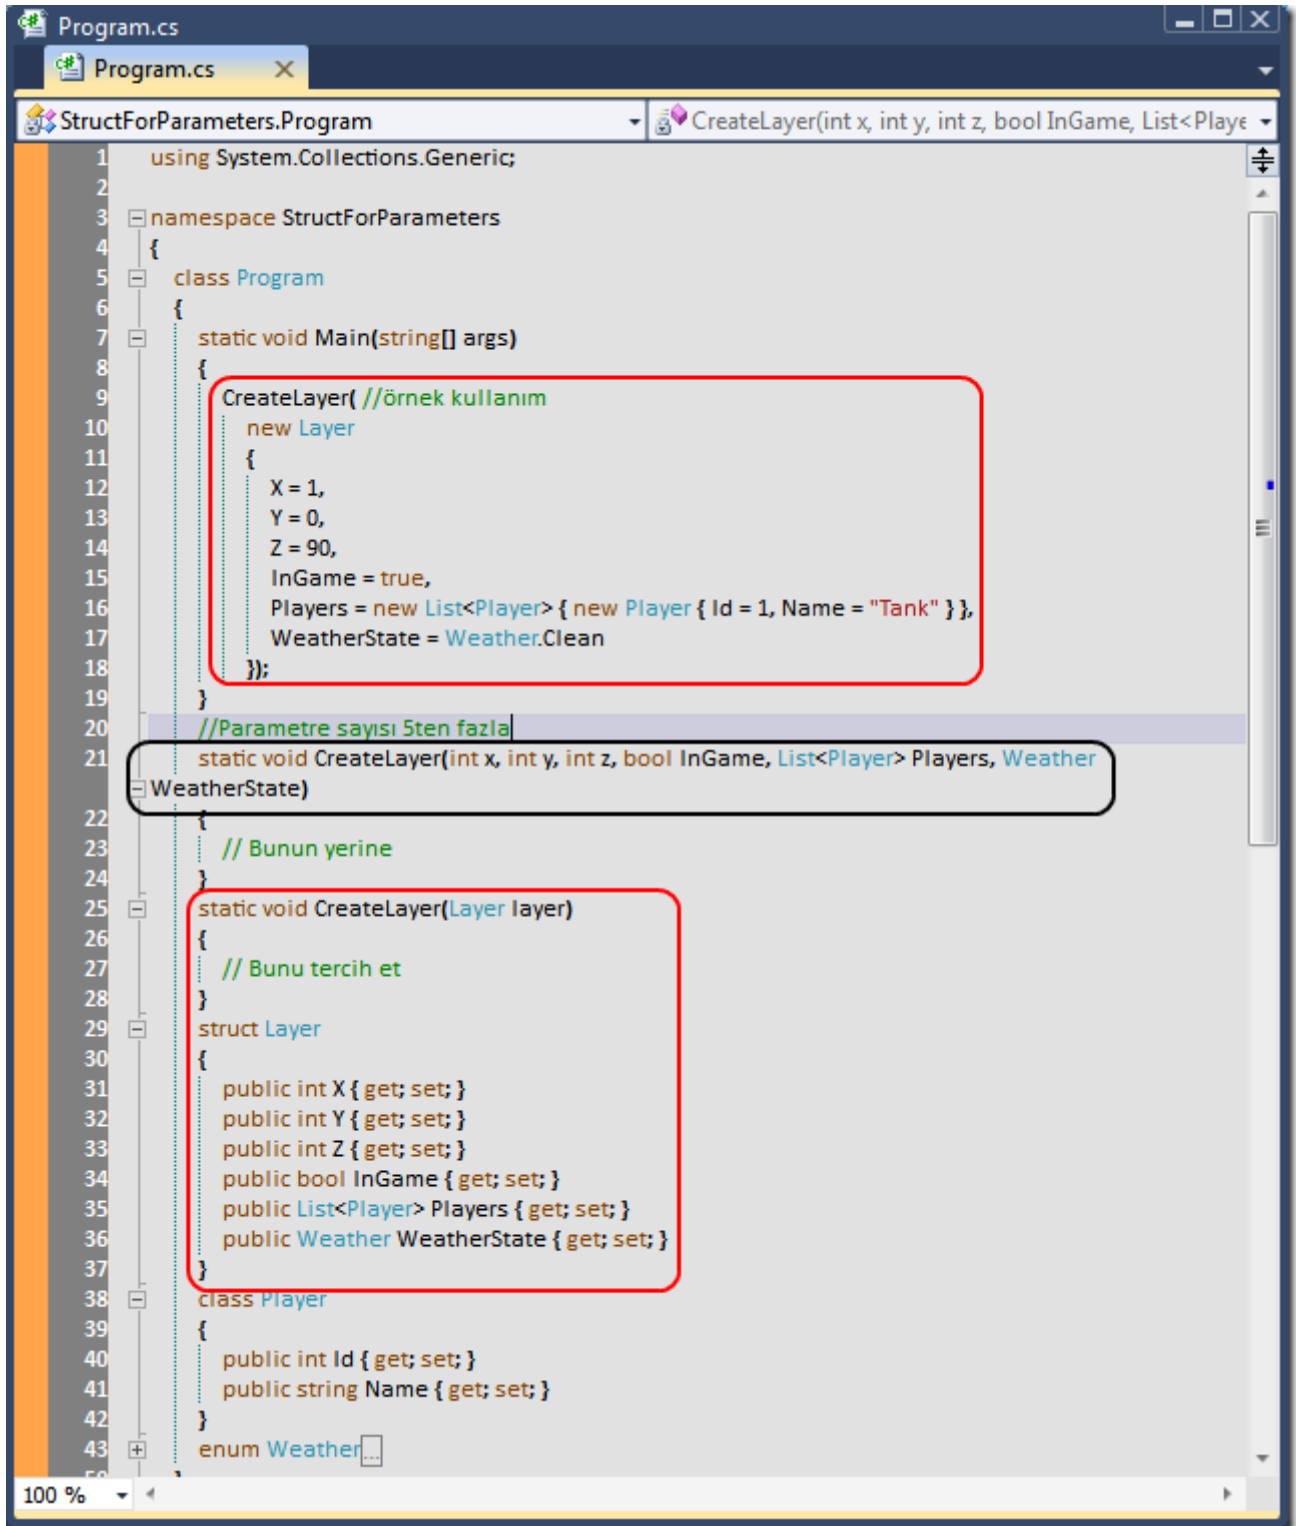 Program.cs
Program.cs
StructForParameters.Program
CreateLayer(int x, int y, int z, bool InGame, List<Playe
1 using System.Collections.Generic;
2
3 namespace StructForParameters
4 {
5 class Program
6 {
7 static void Main(string[] args)
8 {
9 CreateLayer( //örnek kullanım
10 new Layer
11 {
12 X = 1,
13 Y = 0,
14 Z = 90,
15 InGame = true,
16 Players = new List<Player> { new Player { Id = 1, Name = "Tank" } },
17 WeatherState = Weather.Clean
18 });
19 }
20 //Parametre sayısı 5ten fazla
21 static void CreateLayer(int x, int y, int z, bool InGame, List<Player> Players, Weather
WeatherState)
22 {
23 // Bunun yerine
24 }
25 static void CreateLayer(Layer layer)
26 {
27 // Bunu tercih et
28 }
29 struct Layer
30 {
31 public int X { get; set; }
32 public int Y { get; set; }
33 public int Z { get; set; }
34 public bool InGame { get; set; }
35 public List<Player> Players { get; set; }
36 public Weather WeatherState { get; set; }
37 }
38 class Player
39 {
40 public int Id { get; set; }
41 public string Name { get; set; }
42 }
43 enum Weather...
100 %